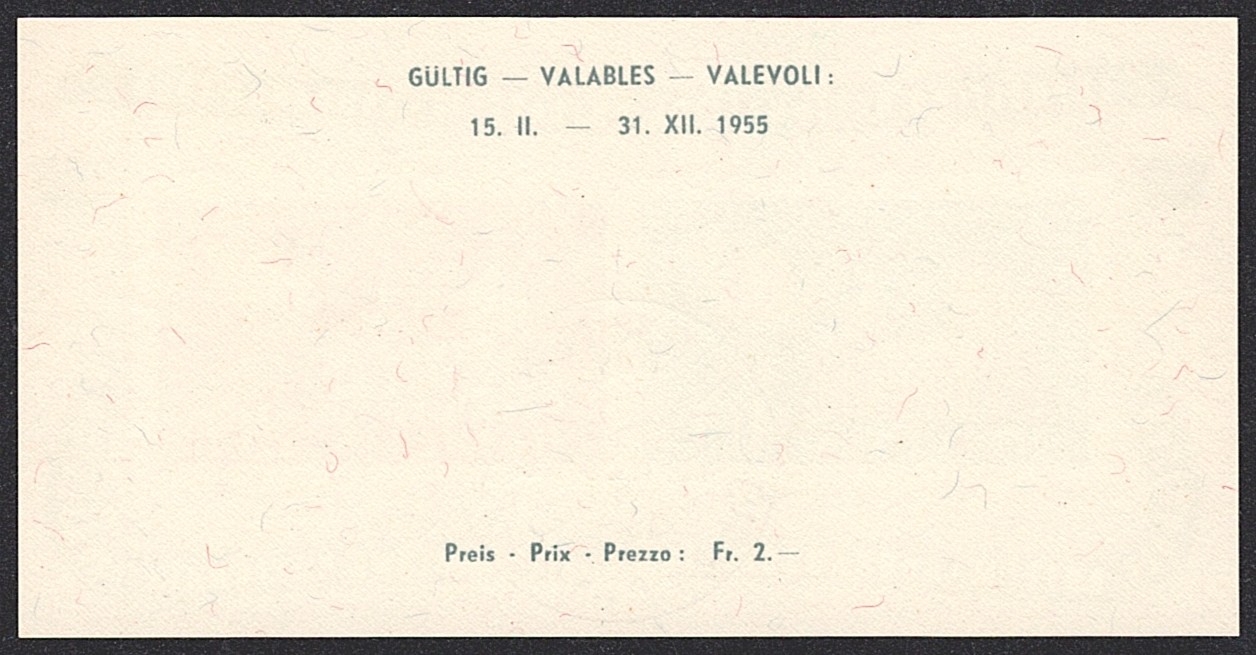 GÜLTIG — VALABLES — VALEVOLI:
15. II. — 31. XII. 1955
Preis - Prix - Prezzo: Fr. 2.—